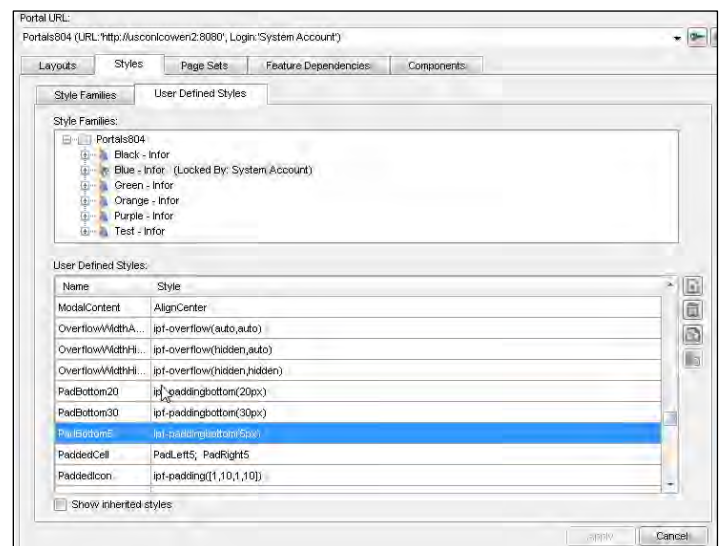 Portal URL:
Portals804 (URL:'http://usconlcowen2:8080', Login:'System Account')
Layouts Styles Page Sets Feature Dependencies Components
Style Families User Defined Styles
Style Families:
Portals804
Black - Infor
Blue - Infor (Locked By: System Account)
Green - Infor
Orange - Infor
Purple - Infor
Test - Infor
User Defined Styles:
Name Style
ModalContent AlignCenter
OverflowWidthA... ipf-overflow(auto,auto)
OverflowWidthHi... ipf-overflow(hidden,auto)
OverflowWidthHi... ipf-overflow(hidden,hidden)
PadBottom20 ipf-paddingbottom(20px)
PadBottom30 ipf-paddingbottom(30px)
PadBottom5 ipf-paddingbottom(5px)
PaddedCell PadLeft5; PadRight5
PaddedIcon ipf-padding([1,10,1,10])
Show inherited styles
Apply Cancel